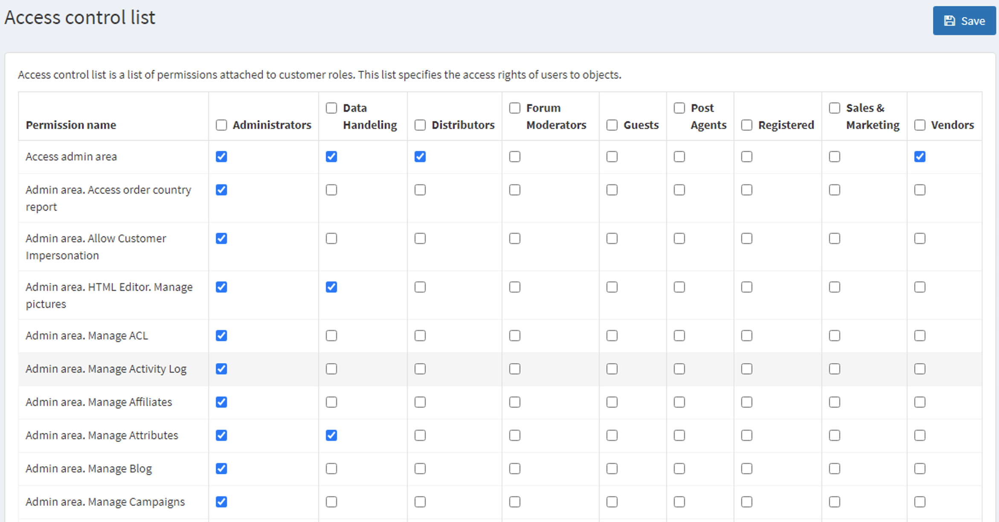 Access control list
Save
Access control list is a list of permissions attached to customer roles. This list specifies the access rights of users to objects.
Permission name
Administrators
Data
Handeling
Distributors
Forum
Moderators
Guests
Post
Agents
Registered
Sales &
Marketing
Vendors
Access admin area
Admin area. Access order country
report
Admin area. Allow Customer
Impersonation
Admin area. HTML Editor. Manage
pictures
Admin area. Manage ACL
Admin area. Manage Activity Log
Admin area. Manage Affiliates
Admin area. Manage Attributes
Admin area. Manage Blog
Admin area. Manage Campaigns